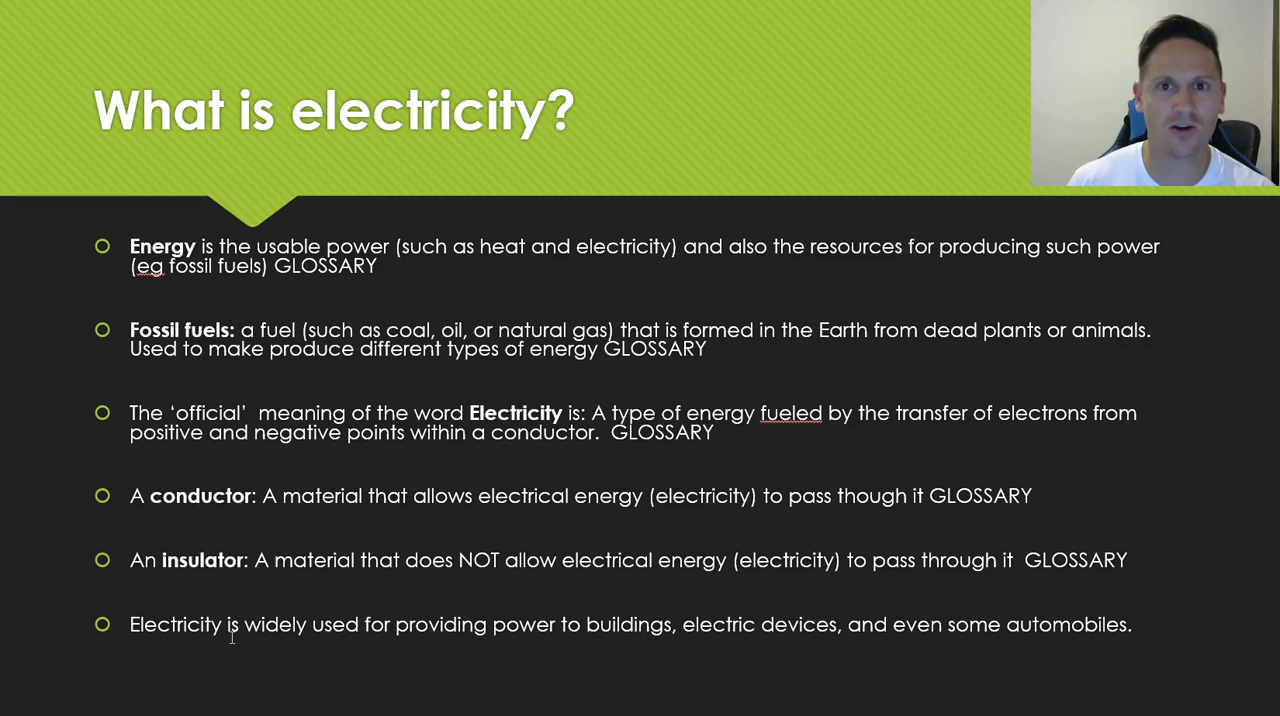 What is electricity?
Energy is the usable power (such as heat and electricity) and also the resources for producing such power
(eg fossil fuels) GLOSSARY
Fossil fuels: a fuel (such as coal, oil, or natural gas) that is formed in the Earth from dead plants or animals.
Used to make produce different types of energy GLOSSARY
The ‘official’  meaning of the word Electricity is: A type of energy fueled by the transfer of electrons from
positive and negative points within a conductor.  GLOSSARY
A conductor: A material that allows electrical energy (electricity) to pass though it GLOSSARY
An insulator: A material that does NOT allow electrical energy (electricity) to pass through it  GLOSSARY
Electricity is widely used for providing power to buildings, electric devices, and even some automobiles.